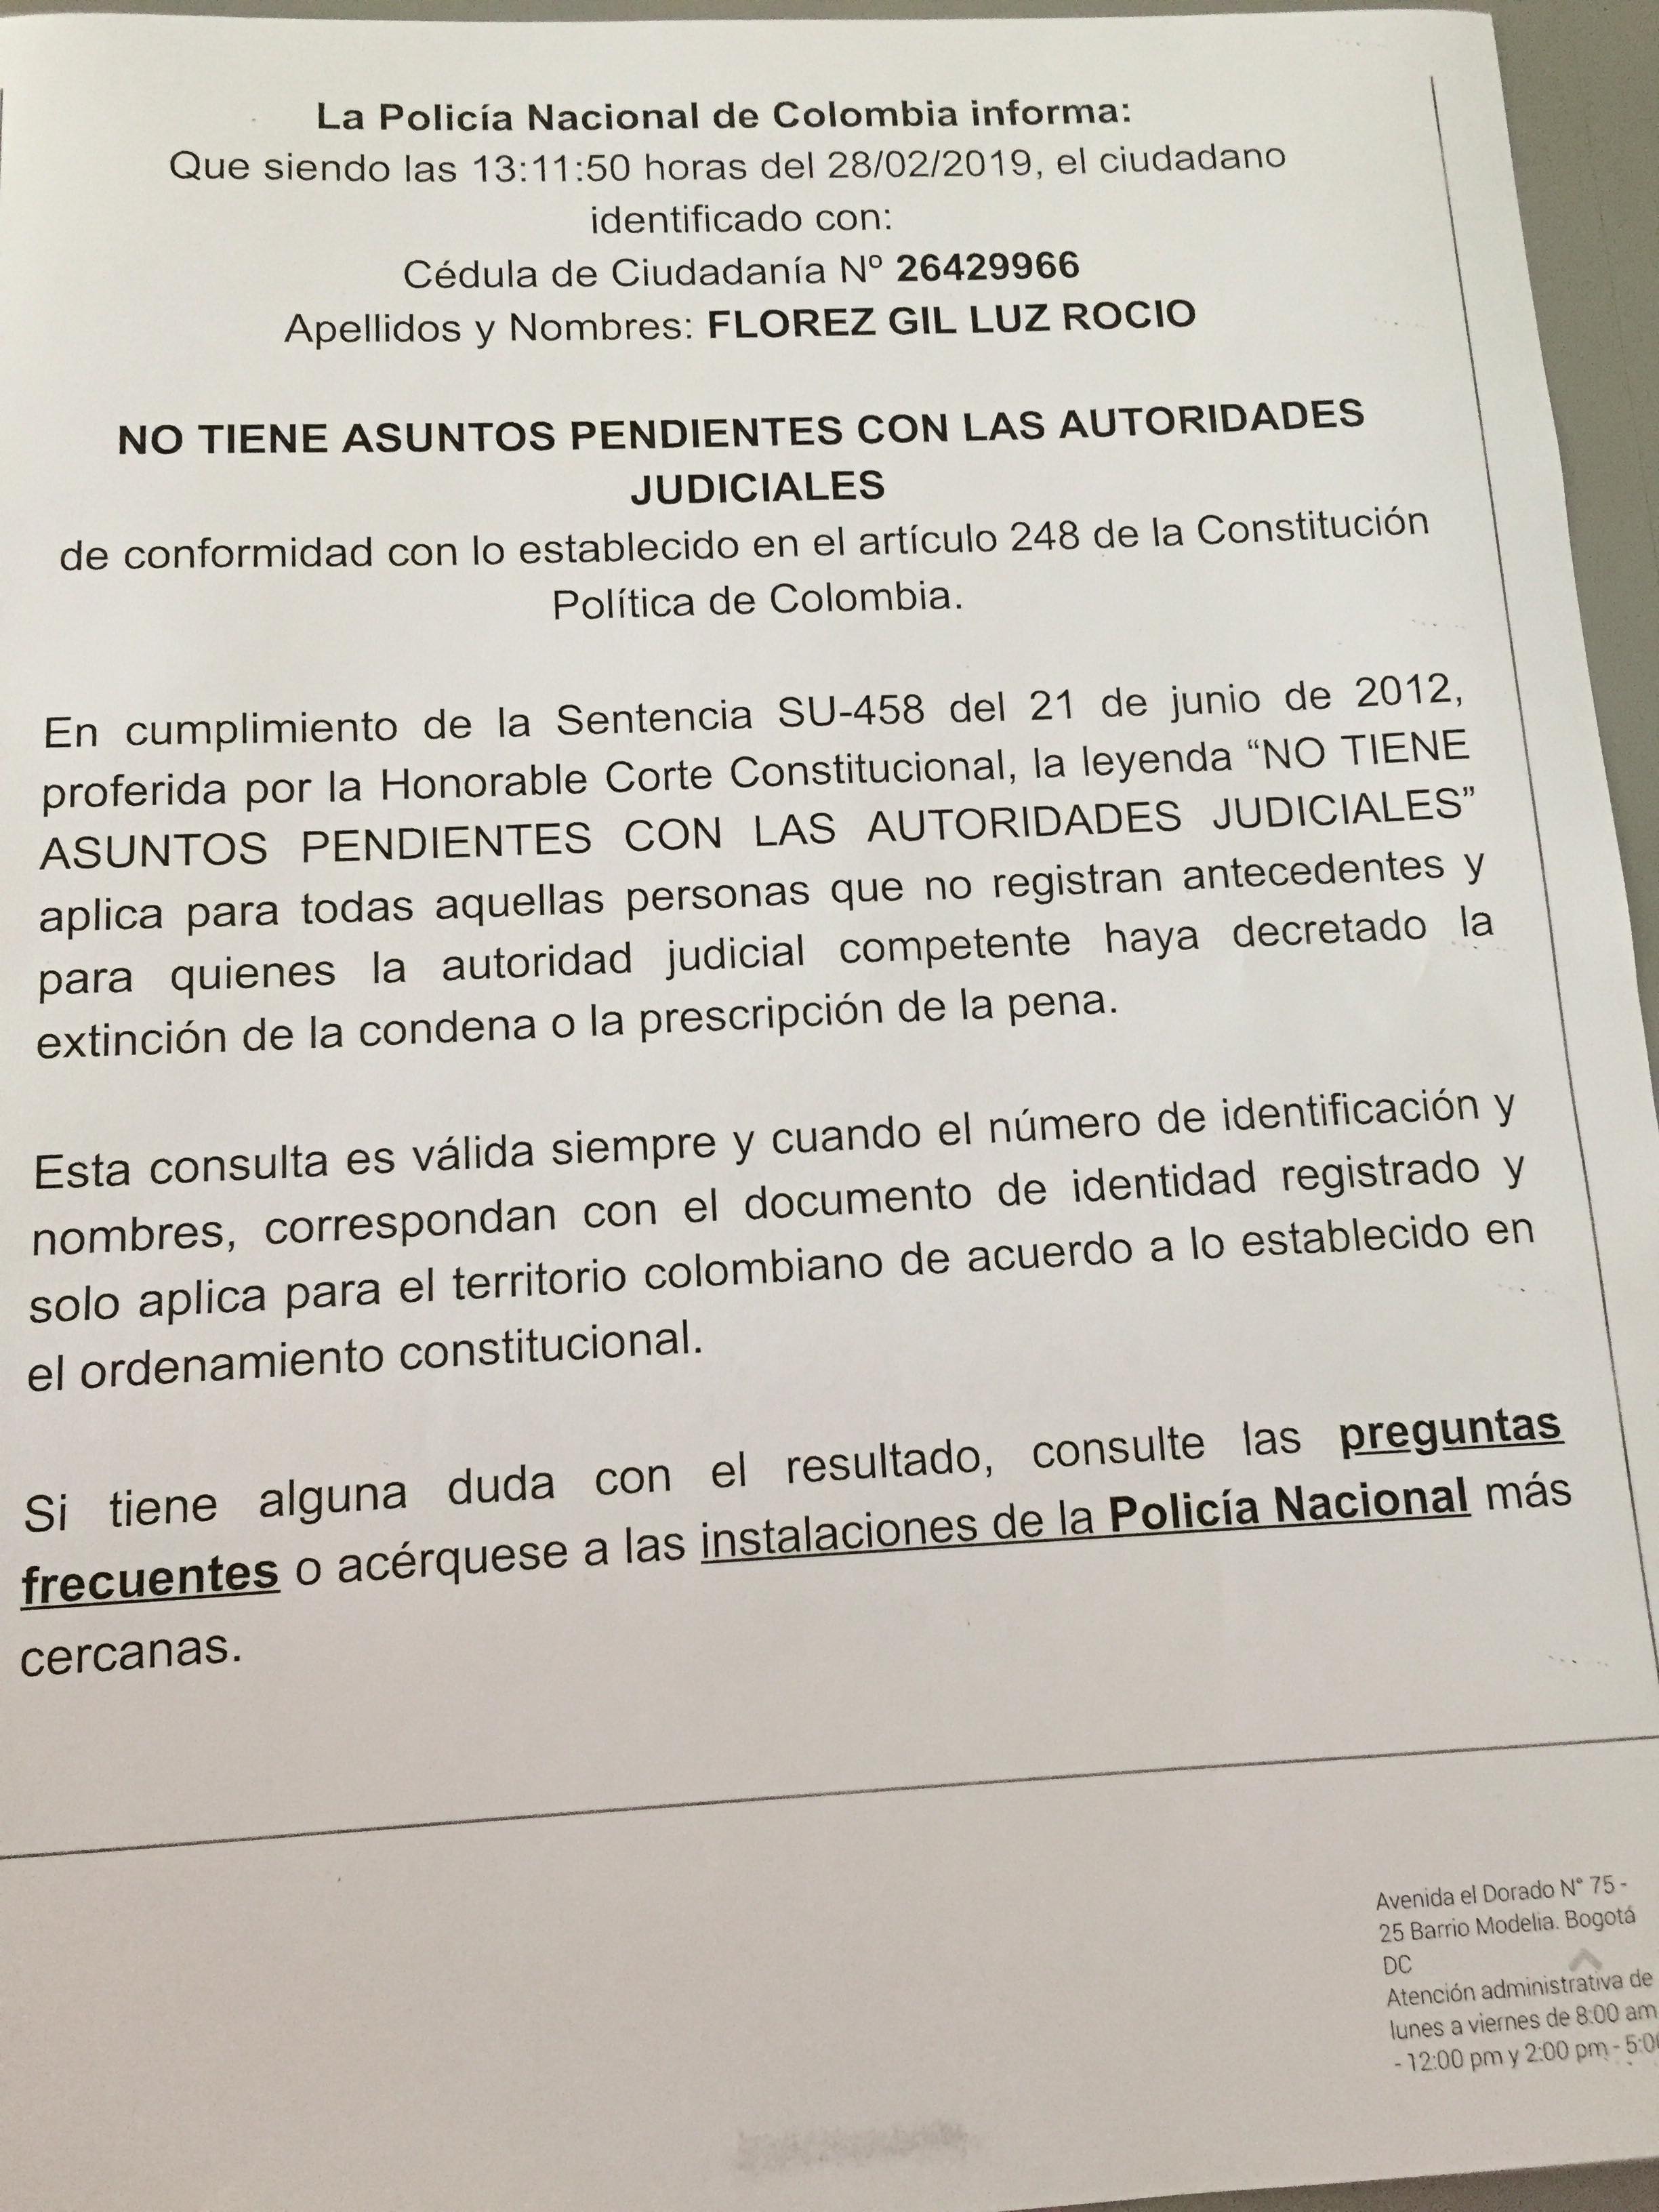 La Policía Nacional de Colombia informa:
Que siendo las 13:11:50 horas del 28/02/2019, el ciudadano
identificado con:
Cédula de Ciudadanía Nº 26429966
Apellidos y Nombres: FLOREZ GIL LUZ ROCIO
NO TIENE ASUNTOS PENDIENTES CON LAS AUTORIDADES
JUDICIALES
de conformidad con lo establecido en el artículo 248 de la Constitución
Política de Colombia.
En cumplimiento de la Sentencia SU-458 del 21 de junio de 2012,
proferida por la Honorable Corte Constitucional, la leyenda “NO TIENE
ASUNTOS PENDIENTES CON LAS AUTORIDADES JUDICIALES”
aplica para todas aquellas personas que no registran antecedentes y
para quienes la autoridad judicial competente haya decretado la
extinción de la condena o la prescripción de la pena.
Esta consulta es válida siempre y cuando el número de identificación y
nombres, correspondan con el documento de identidad registrado y
solo aplica para el territorio colombiano de acuerdo a lo establecido en
el ordenamiento constitucional.
Si tiene alguna duda con el resultado, consulte las preguntas
frecuentes o acérquese a las instalaciones de la Policía Nacional más
cercanas.
Avenida el Dorado N° 75 -
25 Barrio Modelia. Bogotá
DC
Atención administrativa de
lunes a viernes de 8:00 am
- 12:00 pm y 2:00 pm -